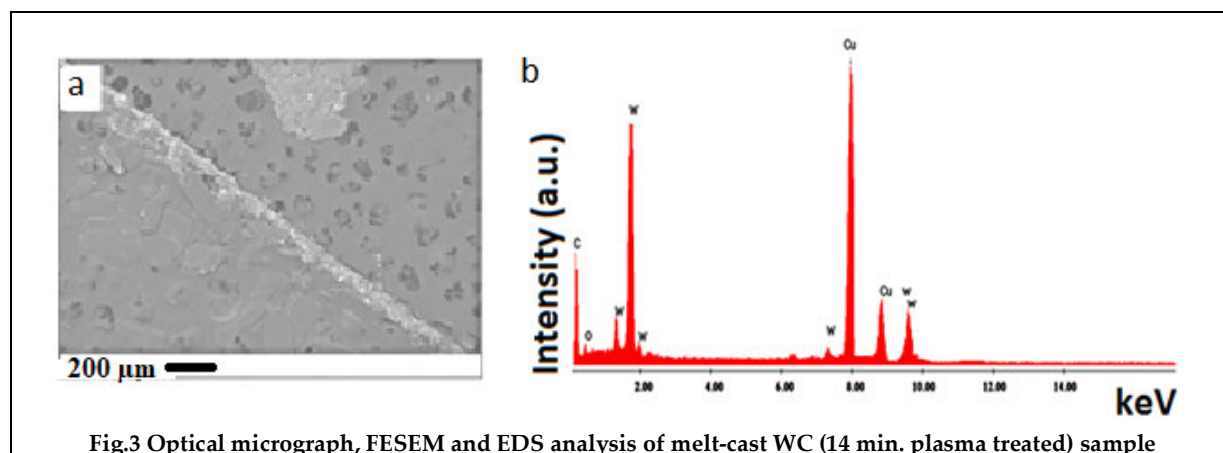 a
200 µm
b
Intensity (a.u.)
C
O
W
W
W
W
Cu
Cu
W
W
2.00 4.00 6.00 8.00 10.00 12.00 14.00
keV
Fig.3 Optical micrograph, FESEM and EDS analysis of melt-cast WC (14 min. plasma treated) sample